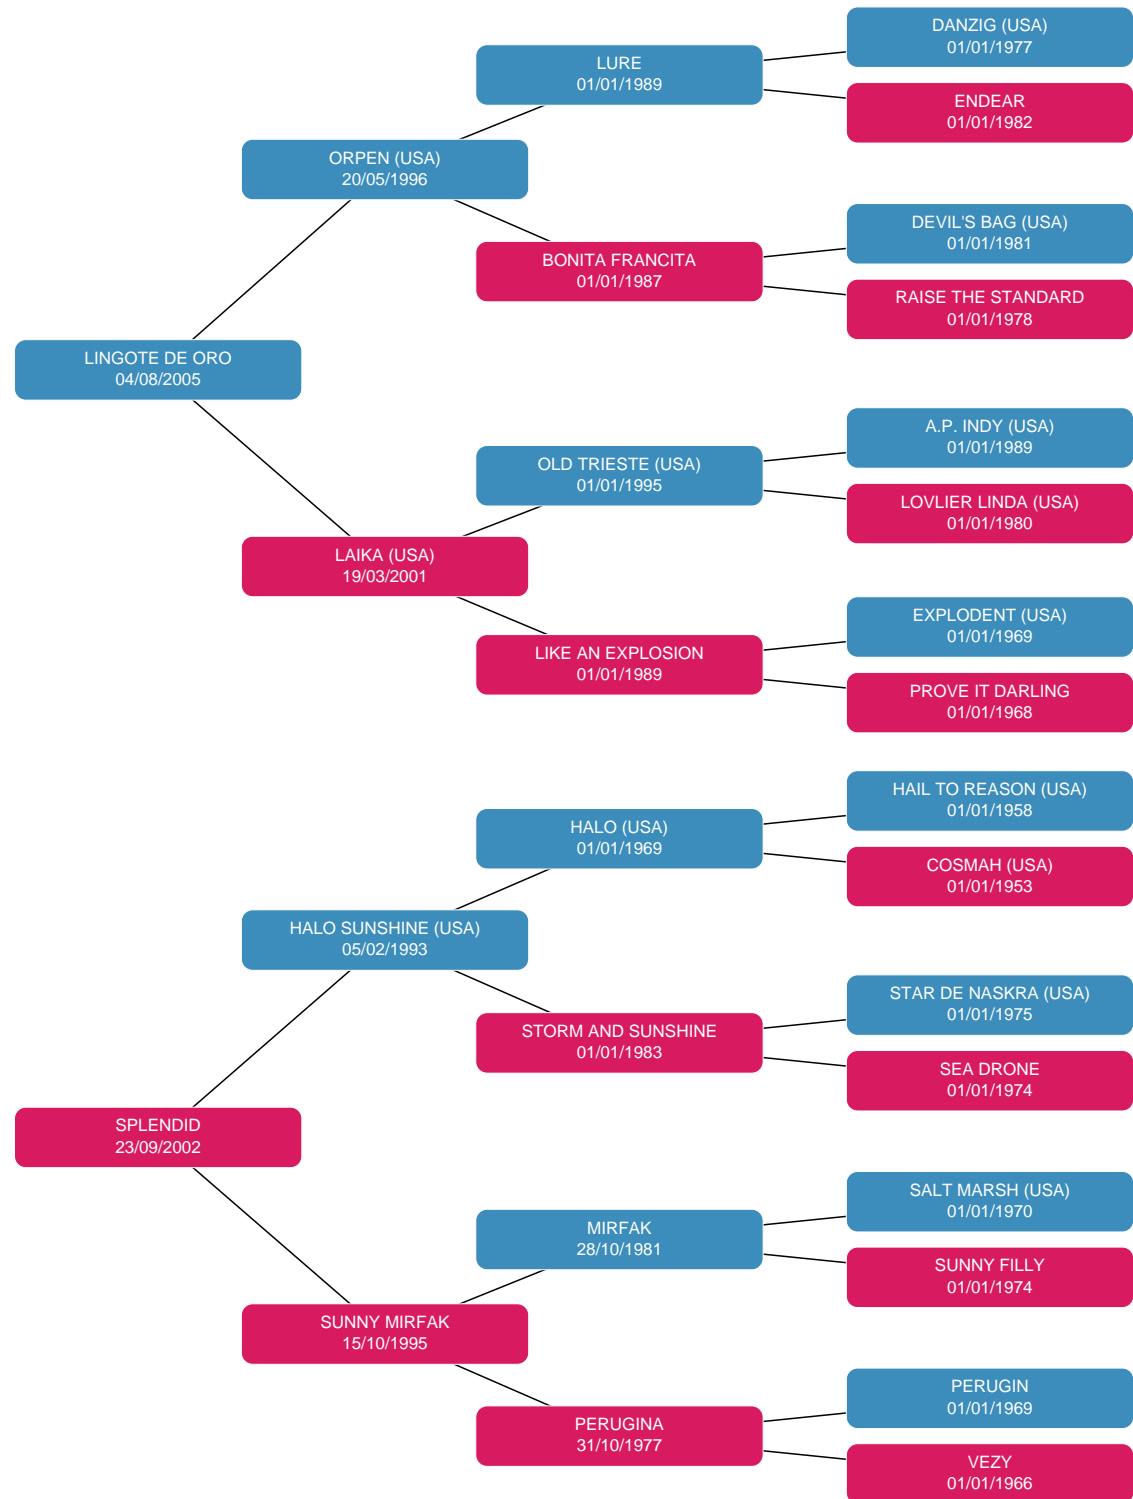 DANZIG (USA)
01/01/1977
LURE
01/01/1989
ENDEAR
01/01/1982
ORPEN (USA)
20/05/1996
DEVIL'S BAG (USA)
01/01/1981
BONITA FRANCITA
01/01/1987
RAISE THE STANDARD
01/01/1978
LINGOTE DE ORO
04/08/2005
A.P. INDY (USA)
01/01/1989
OLD TRIESTE (USA)
01/01/1995
LOVLIER LINDA (USA)
01/01/1980
LAIKA (USA)
19/03/2001
EXPLODENT (USA)
01/01/1969
LIKE AN EXPLOSION
01/01/1989
PROVE IT DARLING
01/01/1968
HAIL TO REASON (USA)
01/01/1958
HALO (USA)
01/01/1969
COSMAH (USA)
01/01/1953
HALO SUNSHINE (USA)
05/02/1993
STAR DE NASKRA (USA)
01/01/1975
STORM AND SUNSHINE
01/01/1983
SEA DRONE
01/01/1974
SPLENDID
23/09/2002
SALT MARSH (USA)
01/01/1970
MIRFAK
28/10/1981
SUNNY FILLY
01/01/1974
SUNNY MIRFAK
15/10/1995
PERUGIN
01/01/1969
PERUGINA
31/10/1977
VEZY
01/01/1966